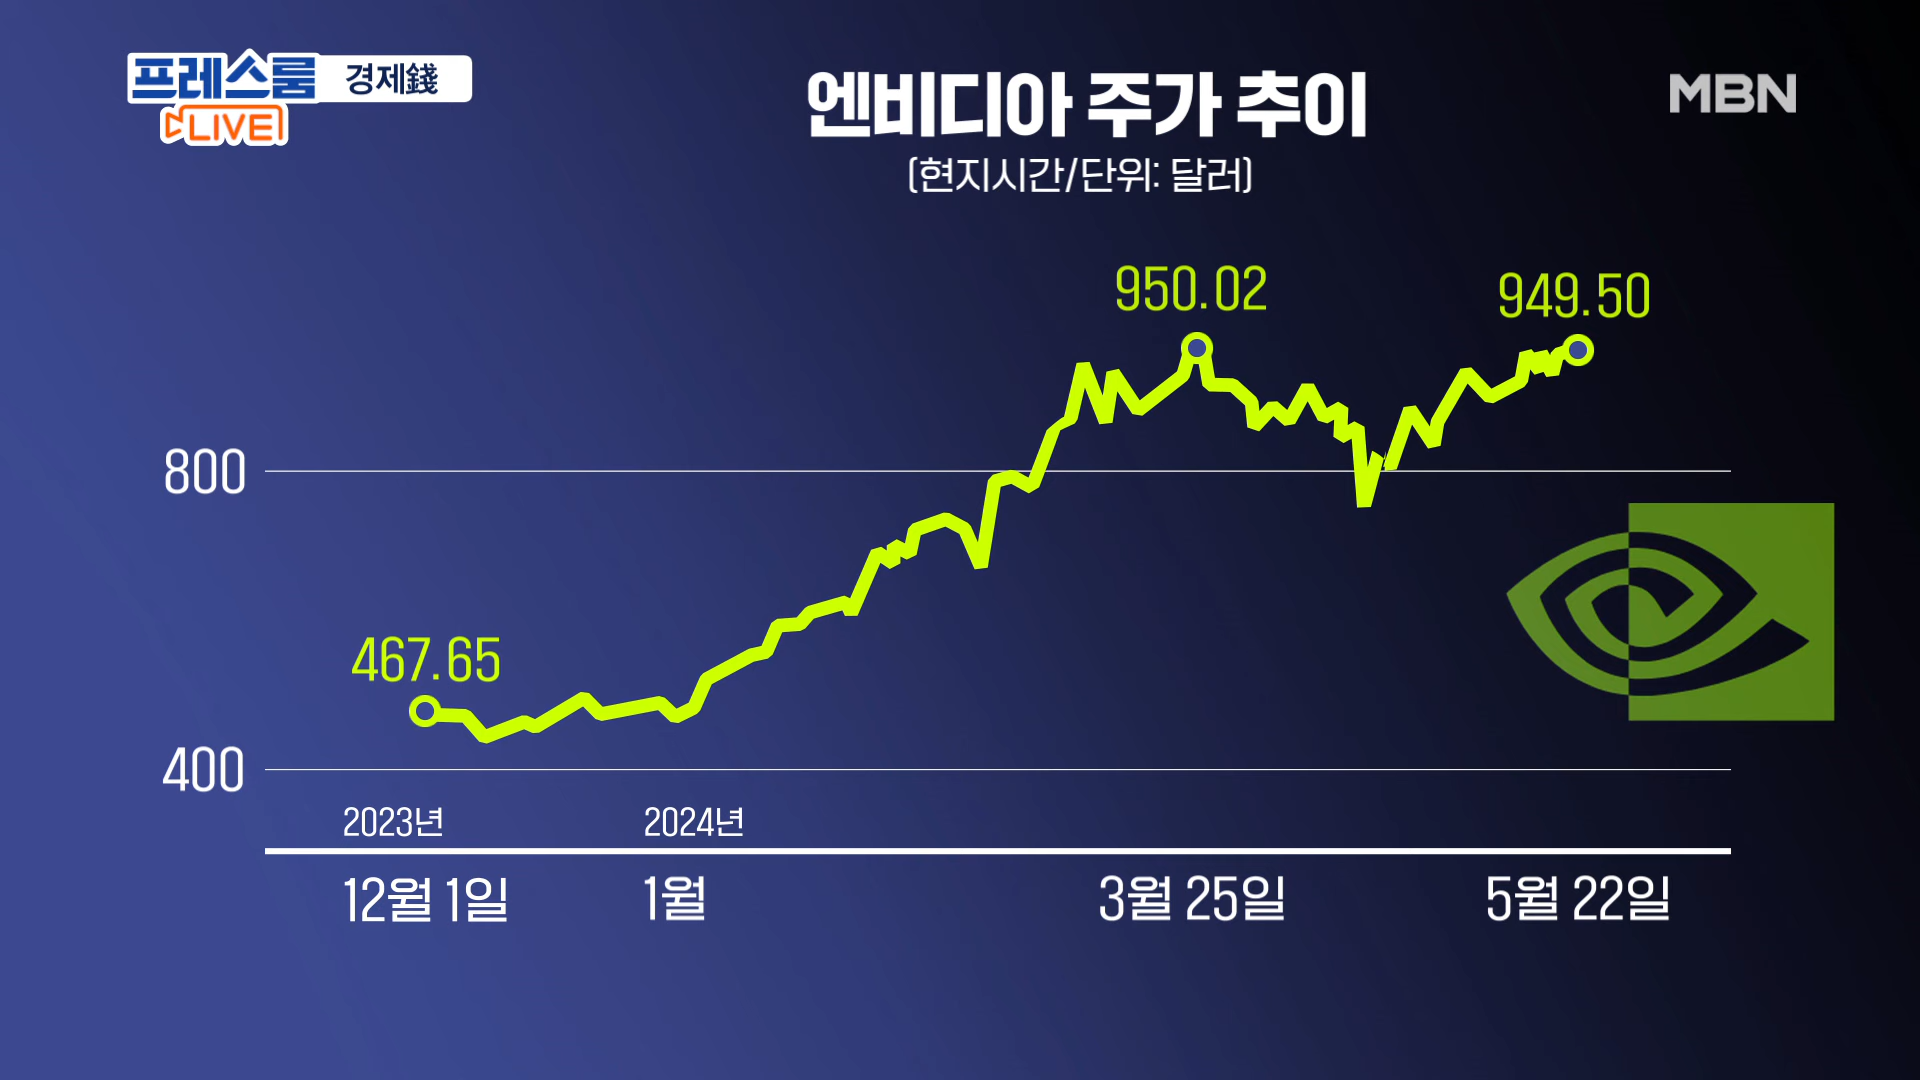 프레스룸 경제錢
LIVE
엔비디아 주가 추이
(현지시간/단위: 달러)
MBN
950.02
949.50
800
467.65
400
2023년
2024년
12월 1일
1월
3월 25일
5월 22일